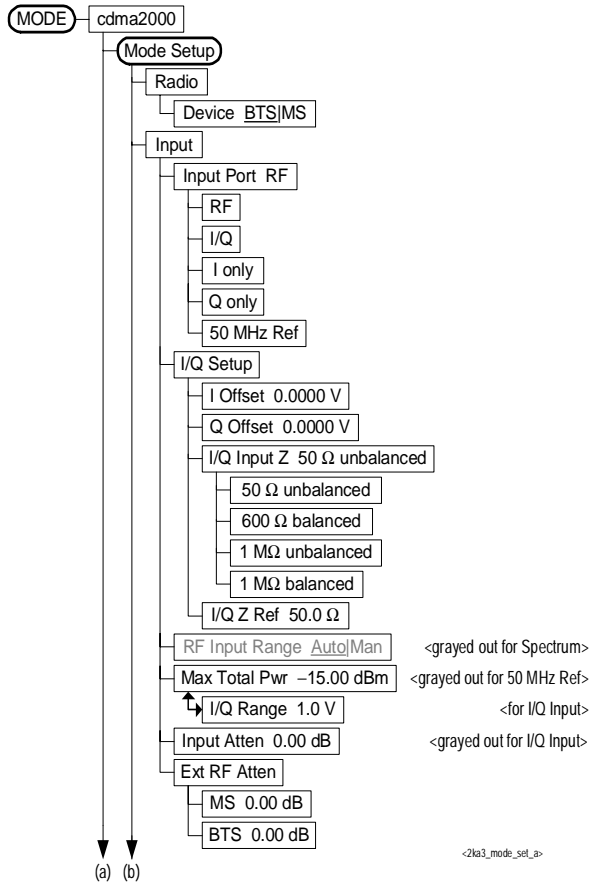 MODE cdma2000
Mode Setup
Radio
Device BTS|MS
Input
Input Port RF
RF
I/Q
I only
Q only
50 MHz Ref
I/Q Setup
I Offset 0.0000 V
Q Offset 0.0000 V
I/Q Input Z 50 Ω unbalanced
50 Ω unbalanced
600 Ω balanced
1 MΩ unbalanced
1 MΩ balanced
I/Q Z Ref 50.0 Ω
RF Input Range Auto|Man <grayed out for Spectrum>
Max Total Pwr –15.00 dBm <grayed out for 50 MHz Ref>
I/Q Range 1.0 V <for I/Q Input>
Input Atten 0.00 dB <grayed out for I/Q Input>
Ext RF Atten
MS 0.00 dB
BTS 0.00 dB
<2ka3_mode_set_a>
(a) (b)